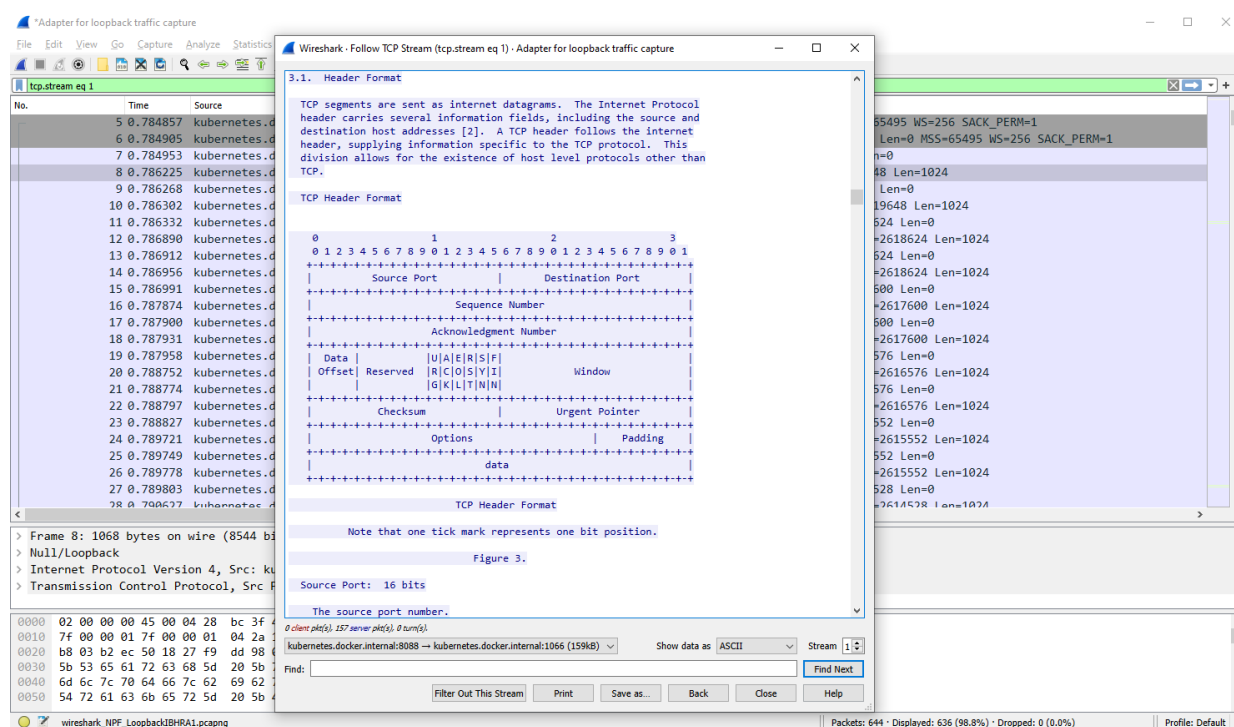 *Adapter for loopback traffic capture
File Edit View Go Capture Analyze Statistics
tcp.stream eq 1
No. Time Source
5 0.784857 kubernetes.d 65495 WS=256 SACK_PERM=1
6 0.784905 kubernetes.d Len=0 MSS=65495 WS=256 SACK_PERM=1
7 0.784953 kubernetes.d n=0
8 0.786225 kubernetes.d 48 Len=1024
9 0.786268 kubernetes.d Len=0
10 0.786302 kubernetes.d 19648 Len=1024
11 0.786332 kubernetes.d 624 Len=0
12 0.786890 kubernetes.d =2618624 Len=1024
13 0.786912 kubernetes.d 624 Len=0
14 0.786956 kubernetes.d =2618624 Len=1024
15 0.786991 kubernetes.d 600 Len=0
16 0.787874 kubernetes.d =2617600 Len=1024
17 0.787900 kubernetes.d 600 Len=0
18 0.787931 kubernetes.d =2617600 Len=1024
19 0.787958 kubernetes.d 576 Len=0
20 0.788752 kubernetes.d =2616576 Len=1024
21 0.788774 kubernetes.d 576 Len=0
22 0.788797 kubernetes.d =2616576 Len=1024
23 0.788827 kubernetes.d 552 Len=0
24 0.789721 kubernetes.d =2615552 Len=1024
25 0.789749 kubernetes.d 552 Len=0
26 0.789778 kubernetes.d =2615552 Len=1024
27 0.789803 kubernetes.d 528 Len=0
28 0.790627 kubernetes.d =2614528 Len=1024
> Frame 8: 1068 bytes on wire (8544 bi
> Null/Loopback
> Internet Protocol Version 4, Src: ku
> Transmission Control Protocol, Src P
0000 02 00 00 00 45 00 04 28 bc 3f 4
0010 7f 00 00 01 7f 00 00 01 04 2a 1
0020 b8 03 b2 ec 50 18 27 f9 dd 98 0
0030 5b 53 65 61 72 63 68 5d 20 5b 7
0040 6d 6c 7c 70 64 66 7c 62 69 62 7
0050 54 72 61 63 6b 65 72 5d 20 5b 4
wireshark_NPF_LoopbackIBHRA1.pcapng
Packets: 644 · Displayed: 636 (98.8%) · Dropped: 0 (0.0%)
Profile: Default
Wireshark · Follow TCP Stream (tcp.stream eq 1) · Adapter for loopback traffic capture
3.1. Header Format
TCP segments are sent as internet datagrams. The Internet Protocol
header carries several information fields, including the source and
destination host addresses [2]. A TCP header follows the internet
header, supplying information specific to the TCP protocol. This
division allows for the existence of host level protocols other than
TCP.
TCP Header Format
0 1 2 3
0 1 2 3 4 5 6 7 8 9 0 1 2 3 4 5 6 7 8 9 0 1 2 3 4 5 6 7 8 9 0 1
+-+-+-+-+-+-+-+-+-+-+-+-+-+-+-+-+-+-+-+-+-+-+-+-+-+-+-+-+-+-+-+-+
| Source Port | Destination Port |
+-+-+-+-+-+-+-+-+-+-+-+-+-+-+-+-+-+-+-+-+-+-+-+-+-+-+-+-+-+-+-+-+
| Sequence Number |
+-+-+-+-+-+-+-+-+-+-+-+-+-+-+-+-+-+-+-+-+-+-+-+-+-+-+-+-+-+-+-+-+
| Acknowledgment Number |
+-+-+-+-+-+-+-+-+-+-+-+-+-+-+-+-+-+-+-+-+-+-+-+-+-+-+-+-+-+-+-+-+
| Data | |U|A|E|R|S|F| |
| Offset| Reserved |R|C|O|S|Y|I| Window |
| | |G|K|L|T|N|N| |
+-+-+-+-+-+-+-+-+-+-+-+-+-+-+-+-+-+-+-+-+-+-+-+-+-+-+-+-+-+-+-+-+
| Checksum | Urgent Pointer |
+-+-+-+-+-+-+-+-+-+-+-+-+-+-+-+-+-+-+-+-+-+-+-+-+-+-+-+-+-+-+-+-+
| Options | Padding |
+-+-+-+-+-+-+-+-+-+-+-+-+-+-+-+-+-+-+-+-+-+-+-+-+-+-+-+-+-+-+-+-+
| data |
+-+-+-+-+-+-+-+-+-+-+-+-+-+-+-+-+-+-+-+-+-+-+-+-+-+-+-+-+-+-+-+-+
TCP Header Format
Note that one tick mark represents one bit position.
Figure 3.
Source Port: 16 bits
The source port number.
0 client pkt(s), 157 server pkt(s), 0 turn(s).
kubernetes.docker.internal:8088 → kubernetes.docker.internal:1066 (159kB) Show data as ASCII Stream 1
Find: Find Next
Filter Out This Stream Print Save as... Back Close Help